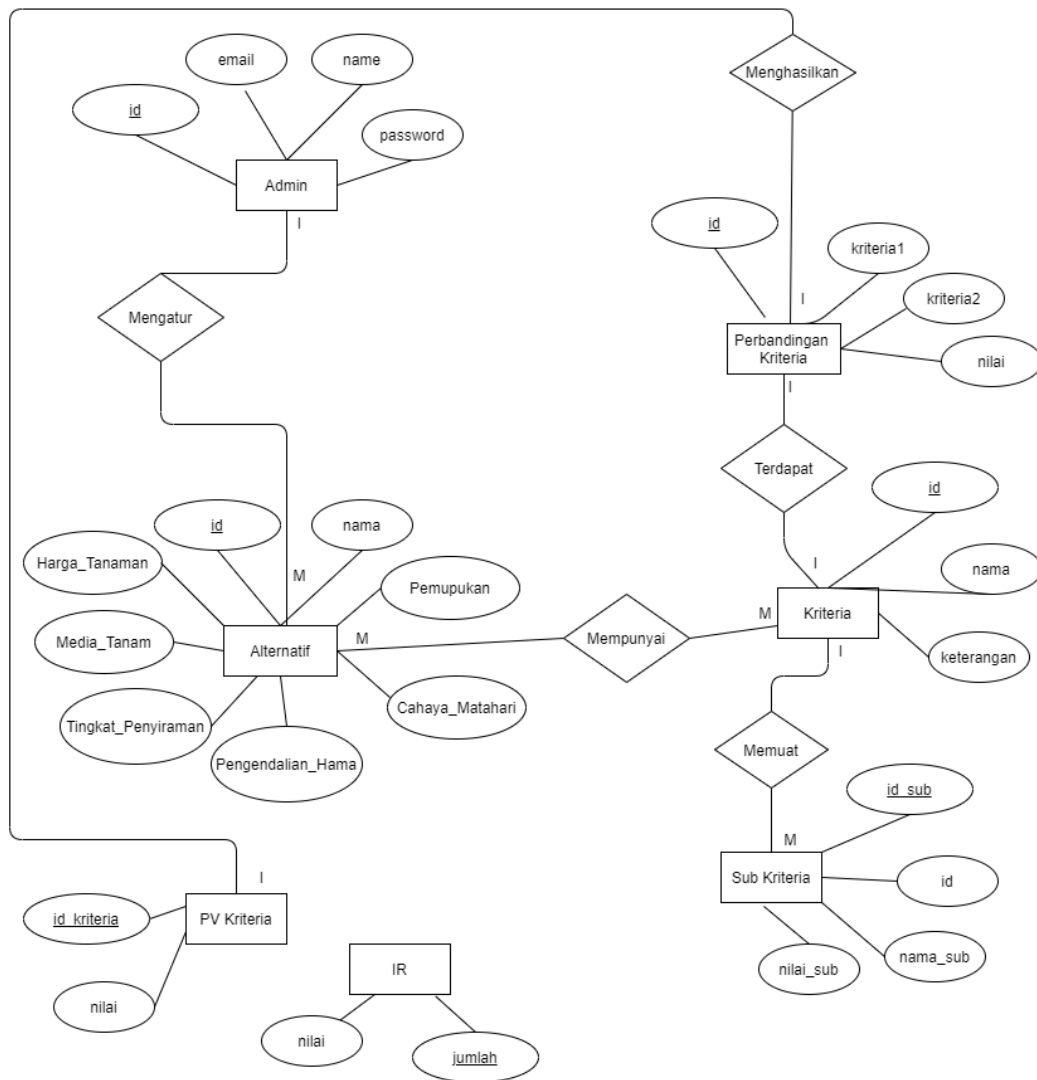 Menghasilkan
email
name
id
password
Admin
I
id
kriteria1
Mengatur
I
kriteria2
Perbandingan
Kriteria
nilai
I
Terdapat
id
id
nama
Harga_Tanaman
M
I
nama
Pemupukan
Kriteria
M
Mempunyai
M
Media_Tanam
Alternatif
I
keterangan
Cahaya_Matahari
Tingkat_Penyiraman
Pengendalian_Hama
Memuat
id_sub
M
Sub Kriteria
id
I
id_kriteria
PV Kriteria
nama_sub
nilai_sub
IR
nilai
nilai
jumlah